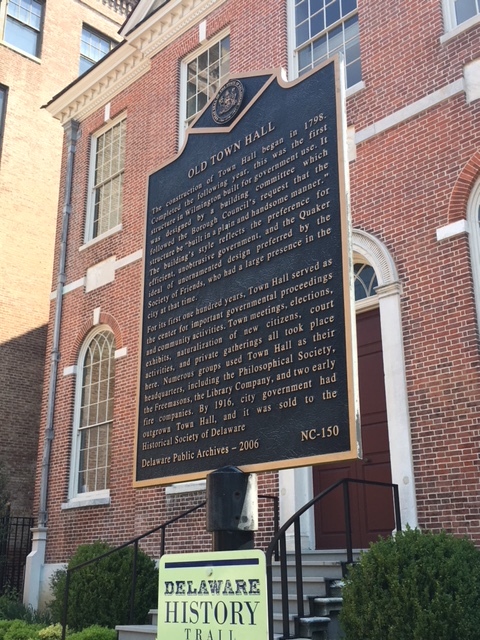 OLD TOWN HALL
The construction of Town Hall began in 1798.
Completed the following year, this was the first
structure in Wilmington built for government use. It
was designed by a building committee which
followed the Borough Council's request that the
structure be "built in a plain and handsome manner."
The building's style reflects the preference for
efficient, unobtrusive government, and the Quaker
ideal of unornamented design preferred by the
Society of Friends, who had a large presence in the
city at that time.
For its first one hundred years, Town Hall served as
the center for important governmental proceedings
and community activities. Town meetings, elections,
exhibits, naturalization of new citizens, court
activities, and private gatherings all took place
here. Numerous groups used Town Hall as their
headquarters, including the Philosophical Society,
the Freemasons, the Library Company, and two early
fire companies. By 1916, city government had
outgrown Town Hall, and it was sold to the
Historical Society of Delaware
Delaware Public Archives – 2006 NC-150
DELAWARE
HISTORY
TRAIL